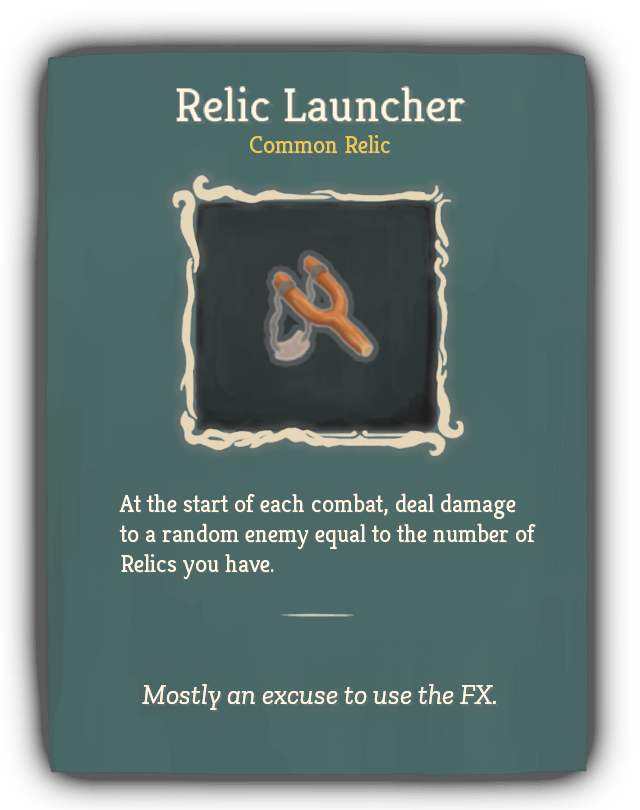 Relic Launcher
Common Relic
At the start of each combat, deal damage
to a random enemy equal to the number of
Relics you have.
Mostly an excuse to use the FX.